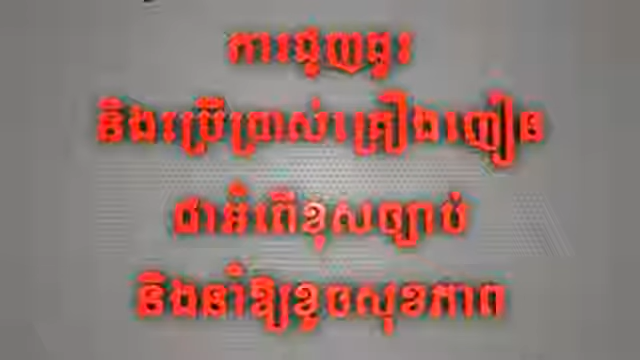 ការជួញដូរ
និងប្រើប្រាស់គ្រឿងញៀន
ជាអំពើខុសច្បាប់
និងនាំឱ្យខូចសុខភាព